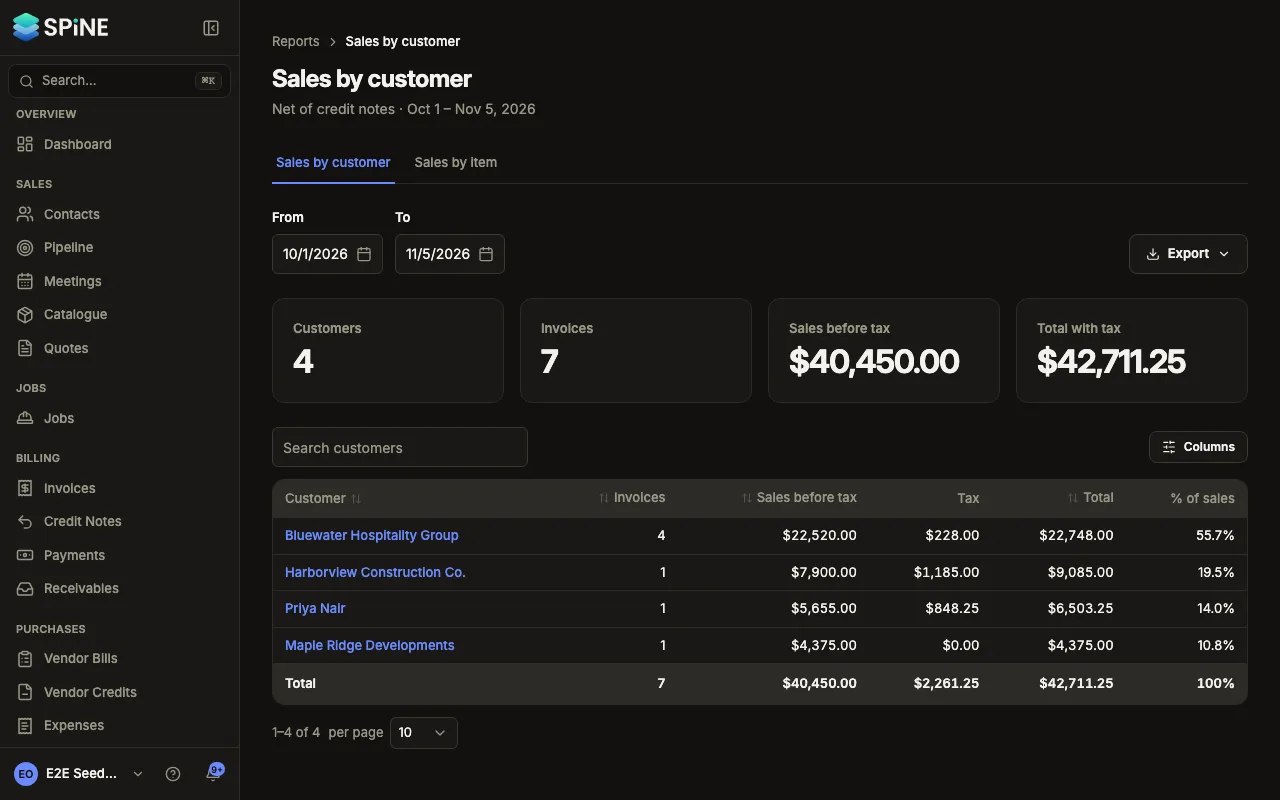 SPiNE
Search... ⌘K
OVERVIEW
Dashboard
SALES
Contacts
Pipeline
Meetings
Catalogue
Quotes
JOBS
Jobs
BILLING
Invoices
Credit Notes
Payments
Receivables
PURCHASES
Vendor Bills
Vendor Credits
Expenses
EO E2E Seed... 9+
Reports > Sales by customer
Sales by customer
Net of credit notes · Oct 1 – Nov 5, 2026
Sales by customer Sales by item
From To
10/1/2026 11/5/2026 Export
Customers Invoices Sales before tax Total with tax
4 7 $40,450.00 $42,711.25
Search customers Columns
Customer Invoices Sales before tax Tax Total % of sales
Bluewater Hospitality Group 4 $22,520.00 $228.00 $22,748.00 55.7%
Harborview Construction Co. 1 $7,900.00 $1,185.00 $9,085.00 19.5%
Priya Nair 1 $5,655.00 $848.25 $6,503.25 14.0%
Maple Ridge Developments 1 $4,375.00 $0.00 $4,375.00 10.8%
Total 7 $40,450.00 $2,261.25 $42,711.25 100%
1–4 of 4 per page 10